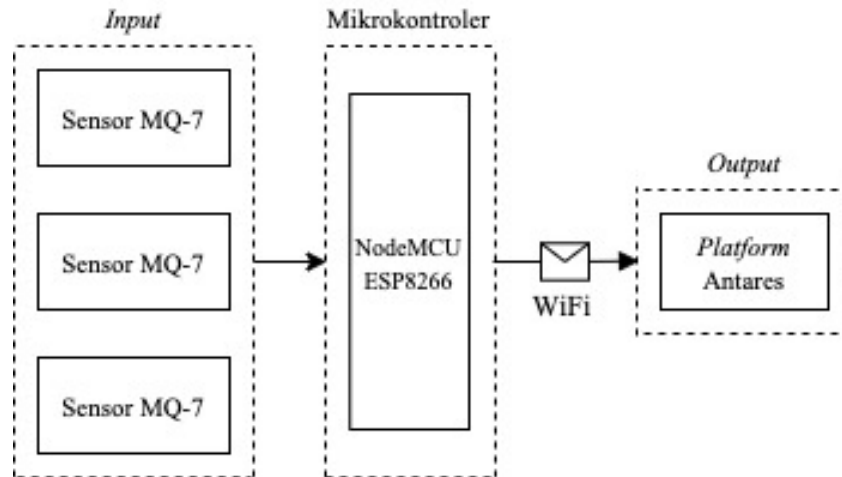 Input
Sensor MQ-7
Sensor MQ-7
Sensor MQ-7
Mikrokontroler
NodeMCU
ESP8266
WiFi
Output
Platform
Antares